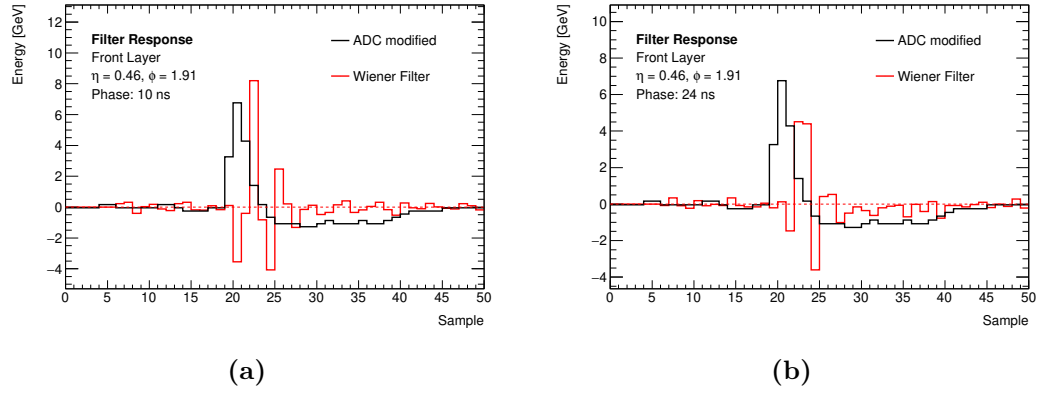 Energy [GeV]
12
10
8
6
4
2
0
−2
−4
Filter Response
Front Layer
η = 0.46, ϕ = 1.91
Phase: 10 ns
ADC modified
Wiener Filter
0 5 10 15 20 25 30 35 40 45 50
Sample
(a)
Energy [GeV]
10
8
6
4
2
0
−2
−4
Filter Response
Front Layer
η = 0.46, ϕ = 1.91
Phase: 24 ns
ADC modified
Wiener Filter
0 5 10 15 20 25 30 35 40 45 50
Sample
(b)